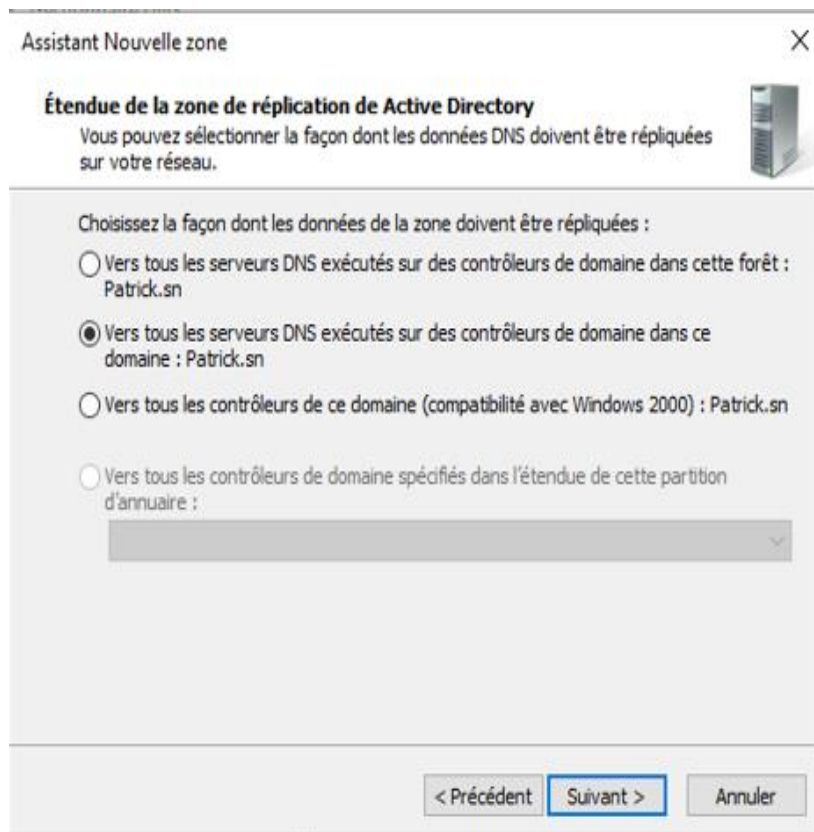 Assistant Nouvelle zone
Étendue de la zone de réplication de Active Directory
Vous pouvez sélectionner la façon dont les données DNS doivent être répliquées
sur votre réseau.
Choisissez la façon dont les données de la zone doivent être répliquées :
Vers tous les serveurs DNS exécutés sur des contrôleurs de domaine dans cette forêt :
Patrick.sn
Vers tous les serveurs DNS exécutés sur des contrôleurs de domaine dans ce
domaine : Patrick.sn
Vers tous les contrôleurs de ce domaine (compatibilité avec Windows 2000) : Patrick.sn
Vers tous les contrôleurs de domaine spécifiés dans l'étendue de cette partition
d'annuaire :
< Précédent Suivant > Annuler